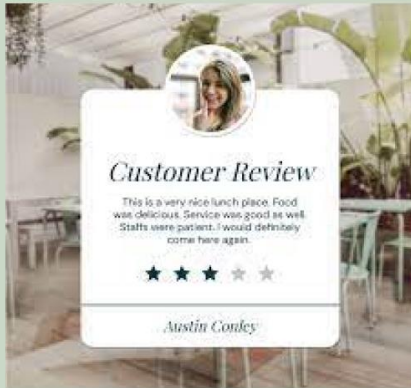 Customer Review
This is a very nice lunch place. Food
was delicious. Service was good as well.
Staffs were patient. I would definitely
come here again.
Austin Conley